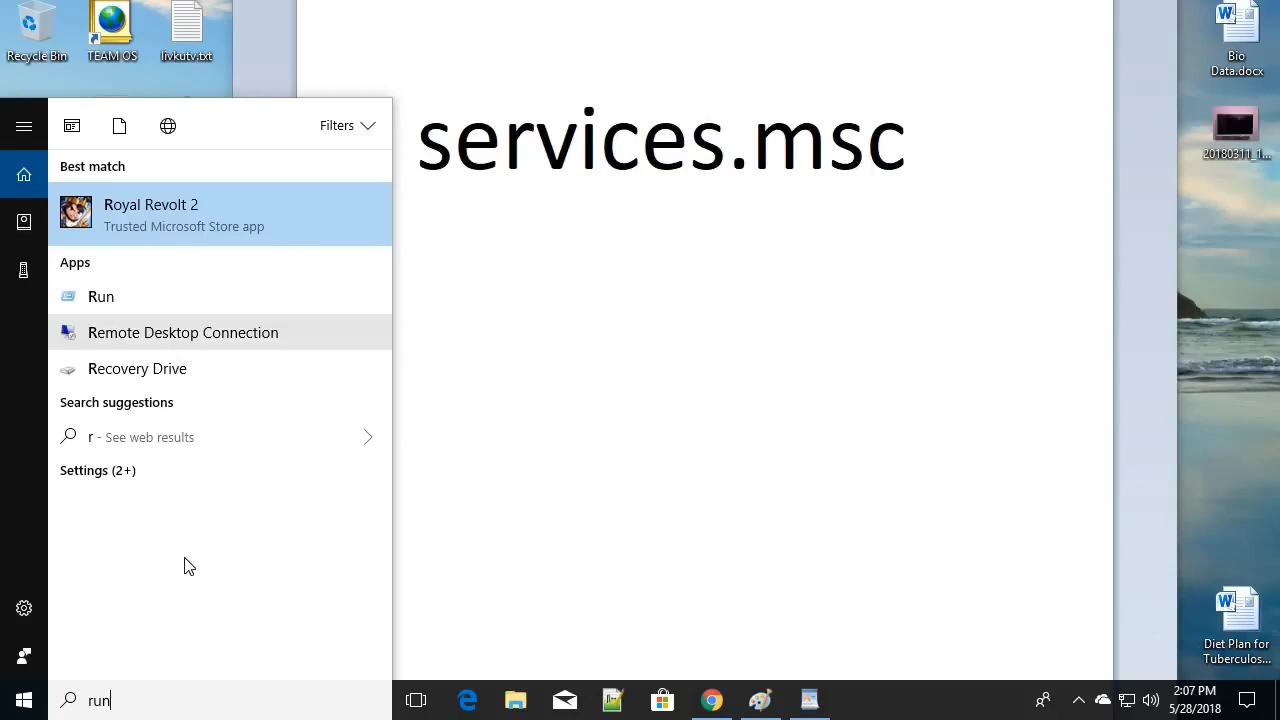 Recycle Bin
TEAM OS
livkutv.txt
Bio
Data.docx
20180311_1...
services.msc
Filters
Best match
Royal Revolt 2
Trusted Microsoft Store app
Apps
Run
Remote Desktop Connection
Recovery Drive
Search suggestions
r - See web results
Settings (2+)
Diet Plan for
Tuberculos...
run
2:07 PM
5/28/2018